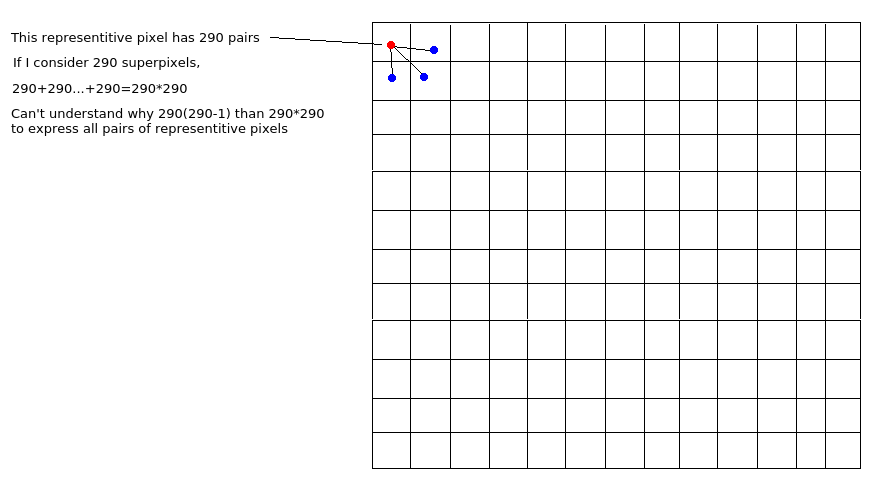 This representitive pixel has 290 pairs
If I consider 290 superpixels,
290+290...+290=290*290
Can't understand why 290(290-1) than 290*290
to express all pairs of representitive pixels